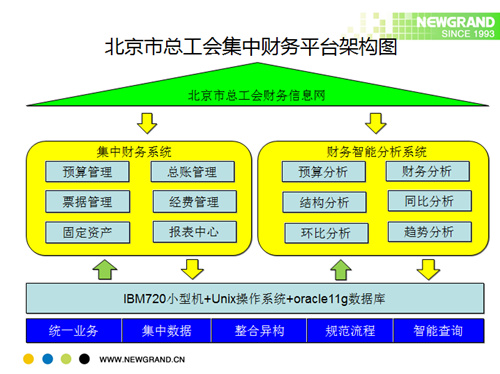 NEWGRAND
SINCE 1993
北京市总工会集中财务平台架构图
北京市总工会财务信息网
集中财务系统
预算管理
总账管理
票据管理
经费管理
固定资产
报表中心
财务智能分析系统
预算分析
财务分析
结构分析
同比分析
环比分析
趋势分析
IBM720小型机+Unix操作系统+oracle11g数据库
统一业务
集中数据
整合异构
规范流程
智能查询
WWW.NEWGRAND.CN